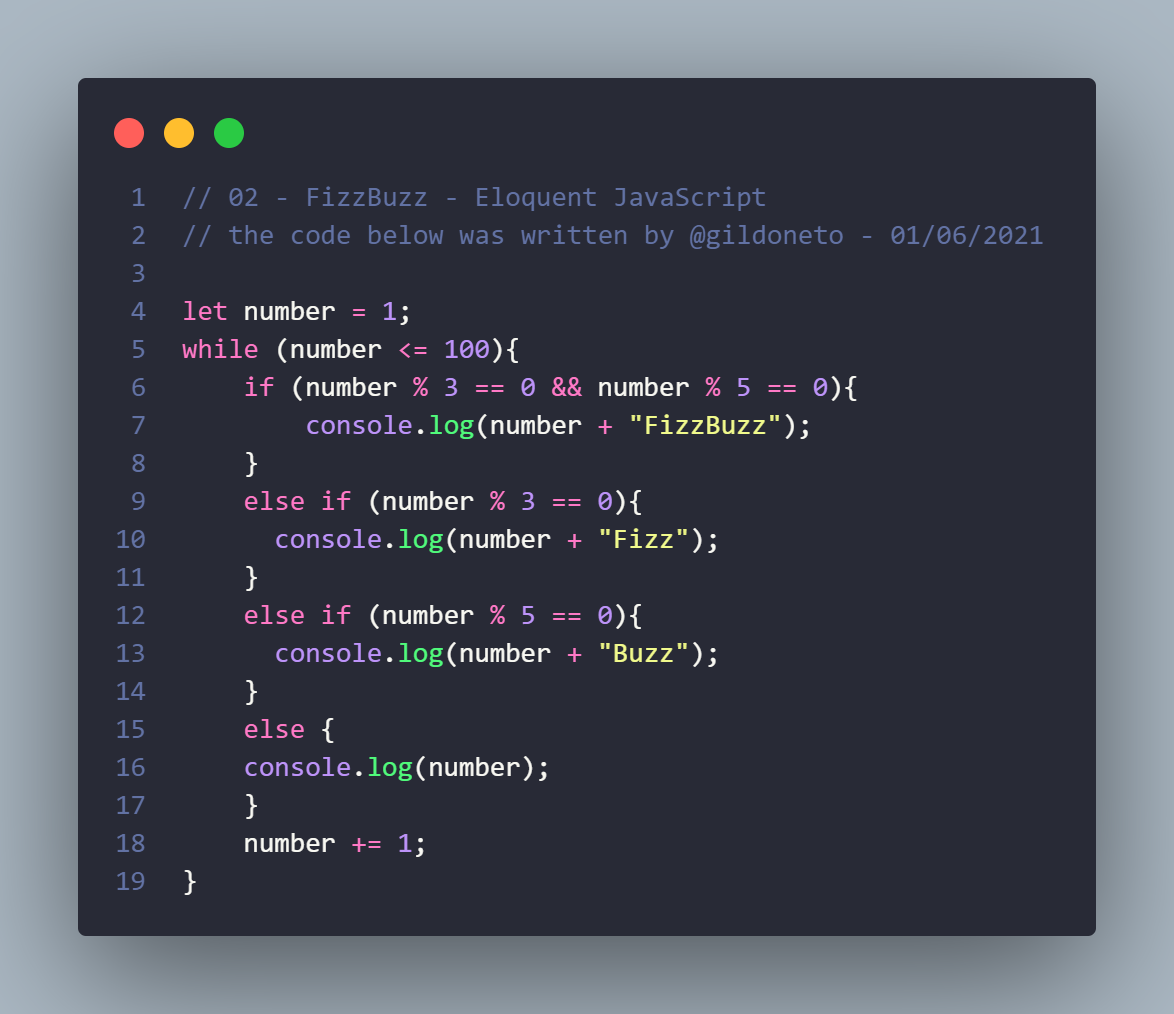 1 // 02 - FizzBuzz - Eloquent JavaScript
2 // the code below was written by @gildoneto - 01/06/2021
3
4 let number = 1;
5 while (number <= 100){
6     if (number % 3 == 0 && number % 5 == 0){
7         console.log(number + "FizzBuzz");
8     }
9     else if (number % 3 == 0){
10       console.log(number + "Fizz");
11     }
12     else if (number % 5 == 0){
13       console.log(number + "Buzz");
14     }
15     else {
16     console.log(number);
17     }
18     number += 1;
19 }